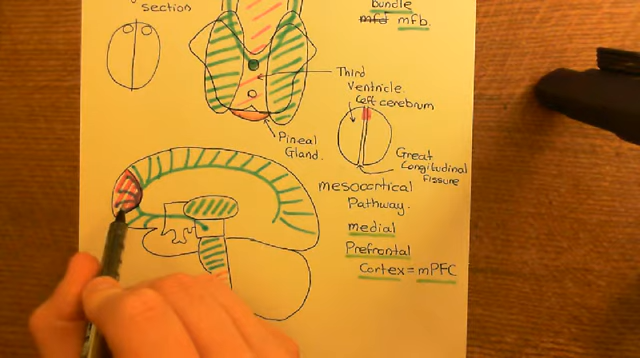 section
bundle
mfd mfb.
Third
Ventricle.
Left cerebrum
Pineal
Gland.
Great
Longitudinal
Fissure
mesocortical
Pathway.
medial
Prefrontal
Cortex = mPFC